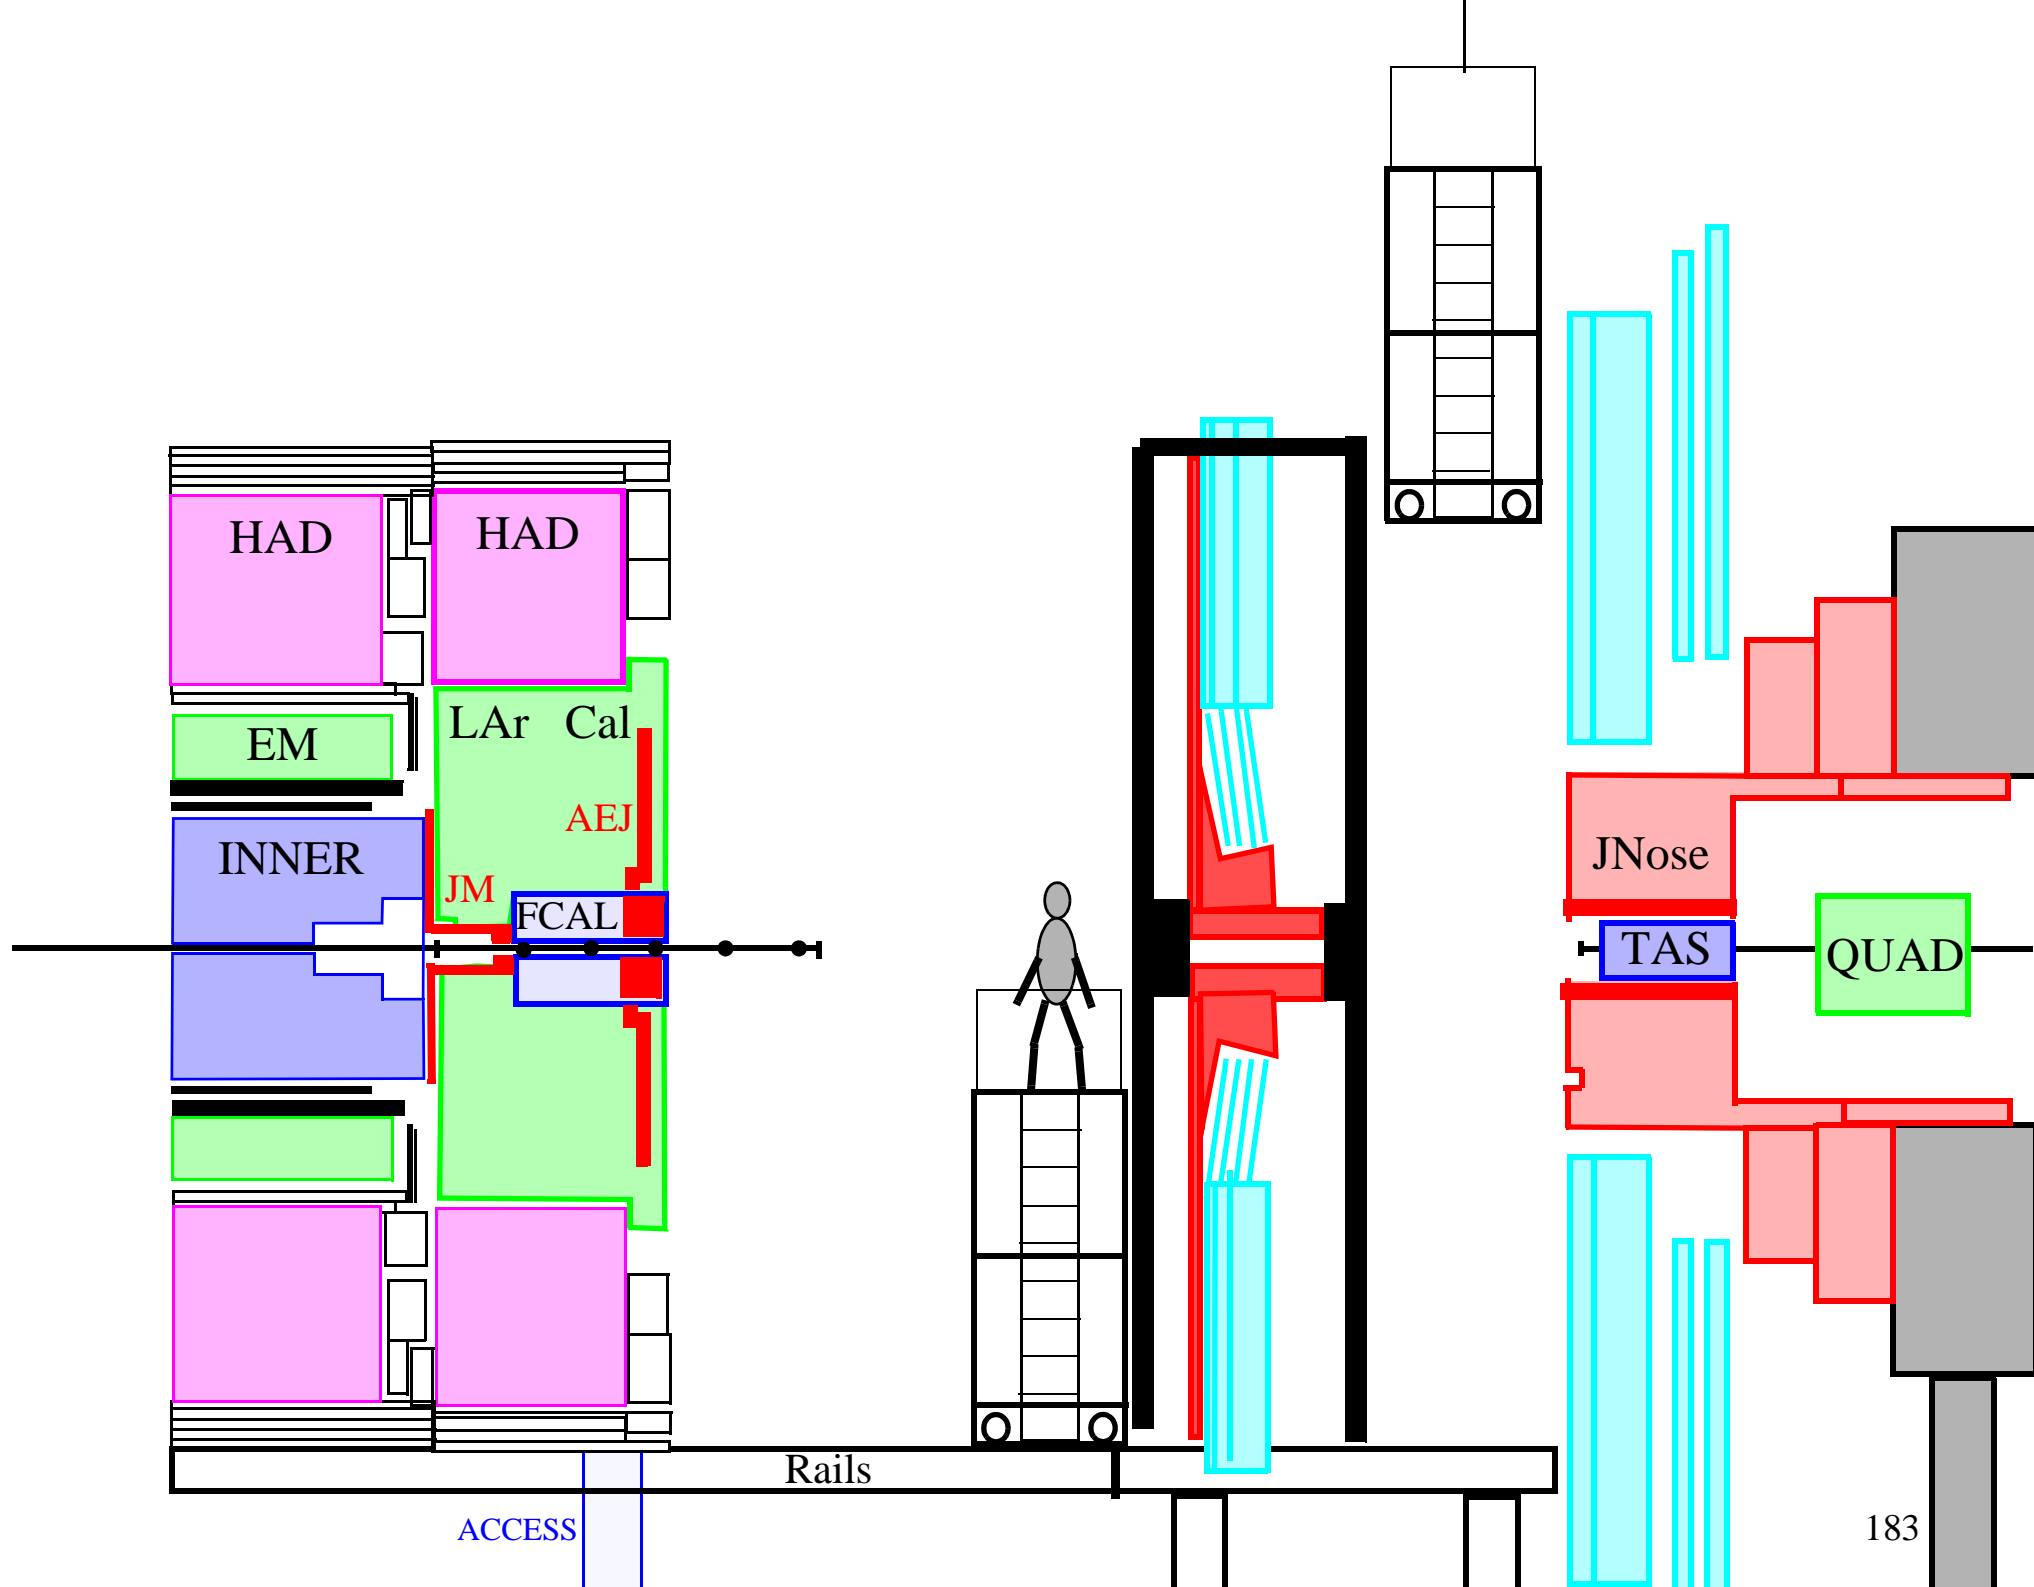 HAD
HAD
EM
LAr Cal
AEJ
INNER
JM
FCAL
JNose
TAS
QUAD
Rails
ACCESS
183